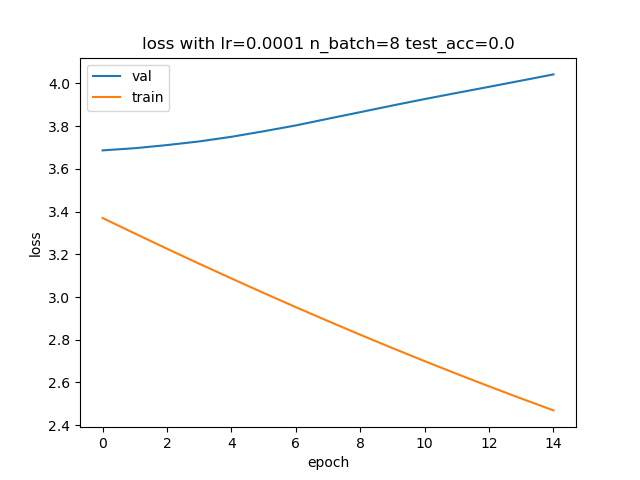 loss with lr=0.0001 n_batch=8 test_acc=0.0
val
train
4.0
3.8
3.6
3.4
3.2
3.0
2.8
2.6
2.4
loss
0 2 4 6 8 10 12 14
epoch